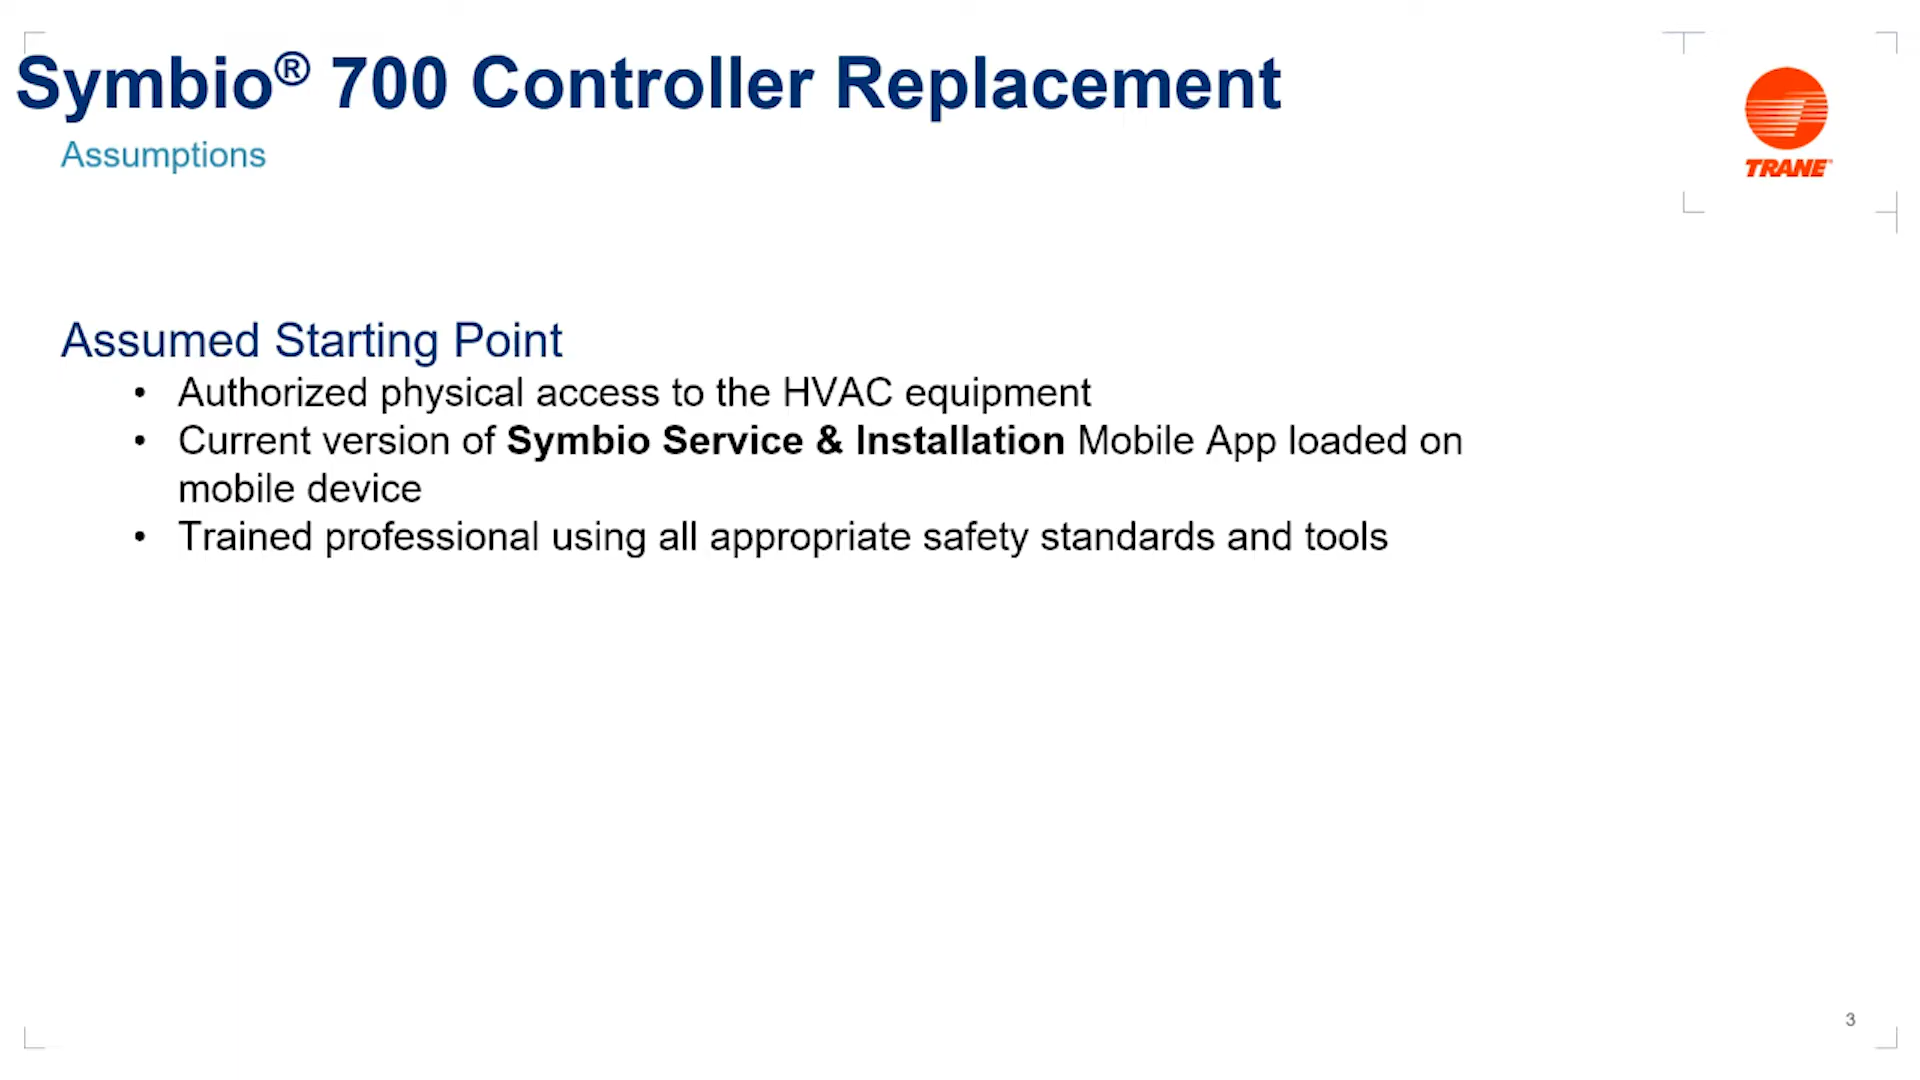 Symbio® 700 Controller Replacement
Assumptions
TRANE
Assumed Starting Point
• Authorized physical access to the HVAC equipment
• Current version of Symbio Service & Installation Mobile App loaded on
mobile device
• Trained professional using all appropriate safety standards and tools
3